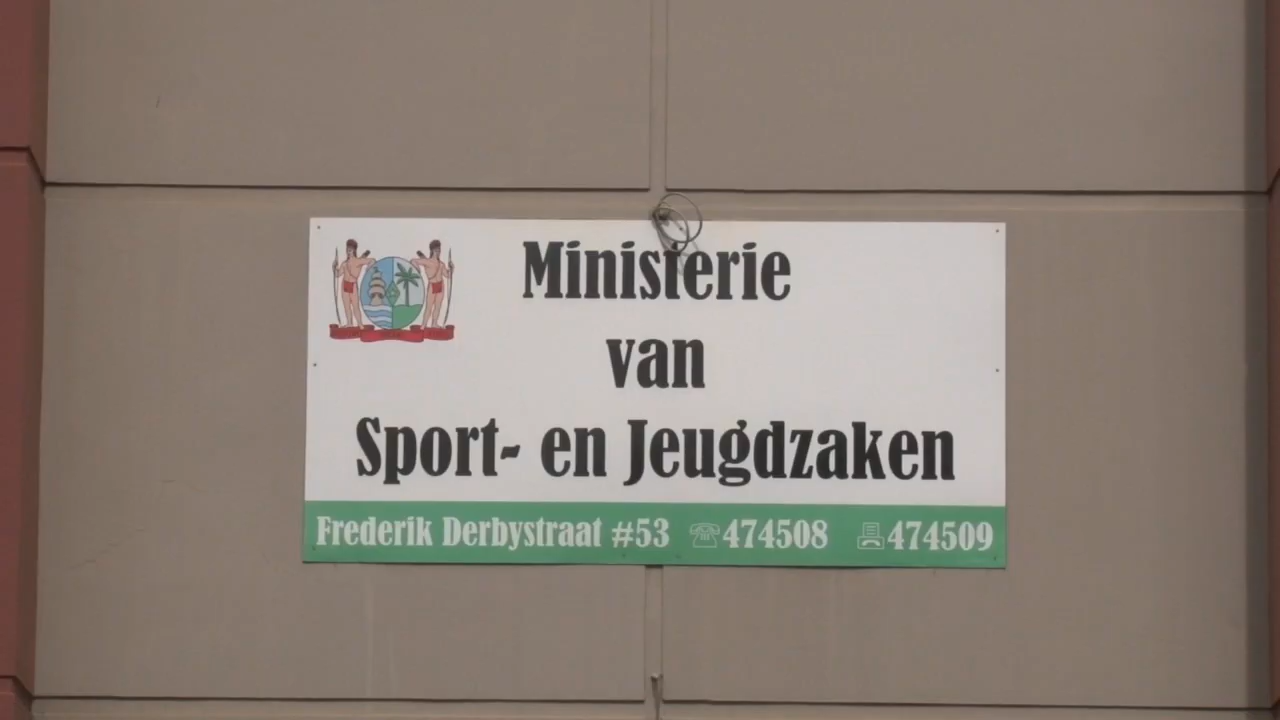 Ministerie
van
Sport- en Jeugdzaken
Frederik Derbystraat #53 474508 474509